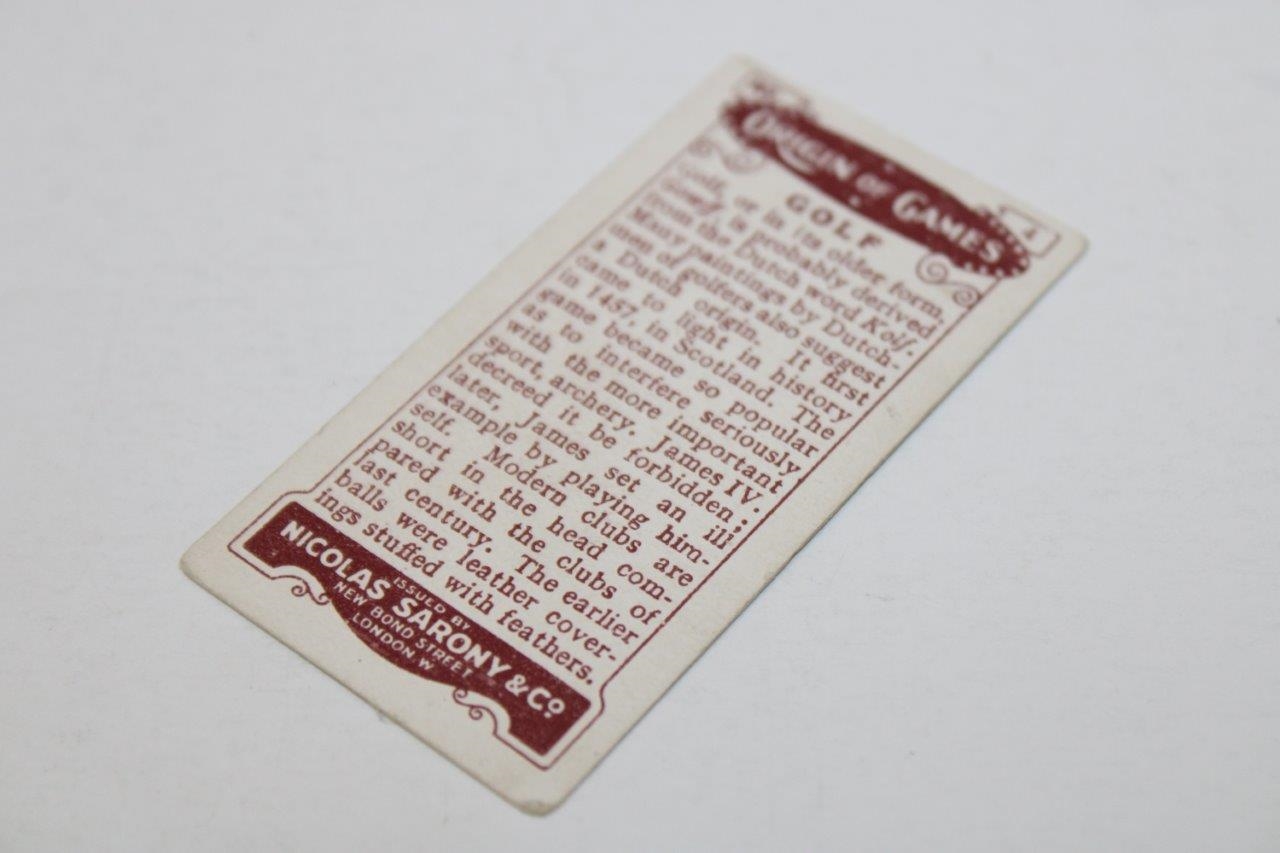 ORIGIN OF GAMES
4
GOLF
Golf, or in its older form,
Gowf, is probably derived
from the Dutch word Kolf.
Many paintings by Dutch-
men of golfers also suggest
a Dutch origin. It first
came to light in history
in 1457, in Scotland. The
game became so popular
as to interfere seriously
with the more important
sport, archery. James IV.
decreed it be forbidden;
later, James set an ill
example by playing him-
self. Modern clubs are
short in the head com-
pared with the clubs of
last century. The earlier
balls were leather cover-
ings stuffed with feathers.
ISSUED BY
NICOLAS SARONY & Co
NEW BOND STREET
LONDON.W